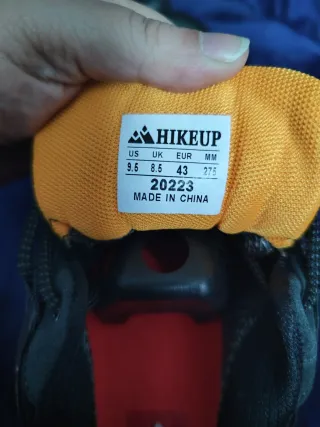 HIKEUP
US UK EUR MM
9.5 8.5 43 275
20223
MADE IN CHINA